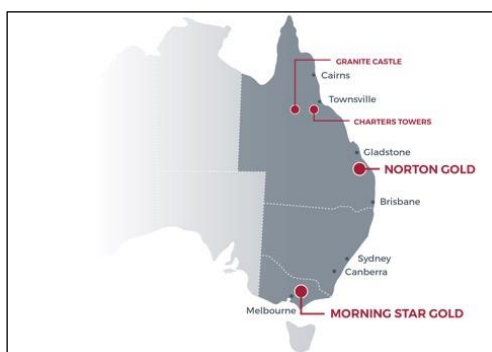 GRANITE CASTLE
Cairns
Townsville
CHARTERS TOWERS
Gladstone
NORTON GOLD
Brisbane
Sydney
Canberra
Melbourne
MORNING STAR GOLD